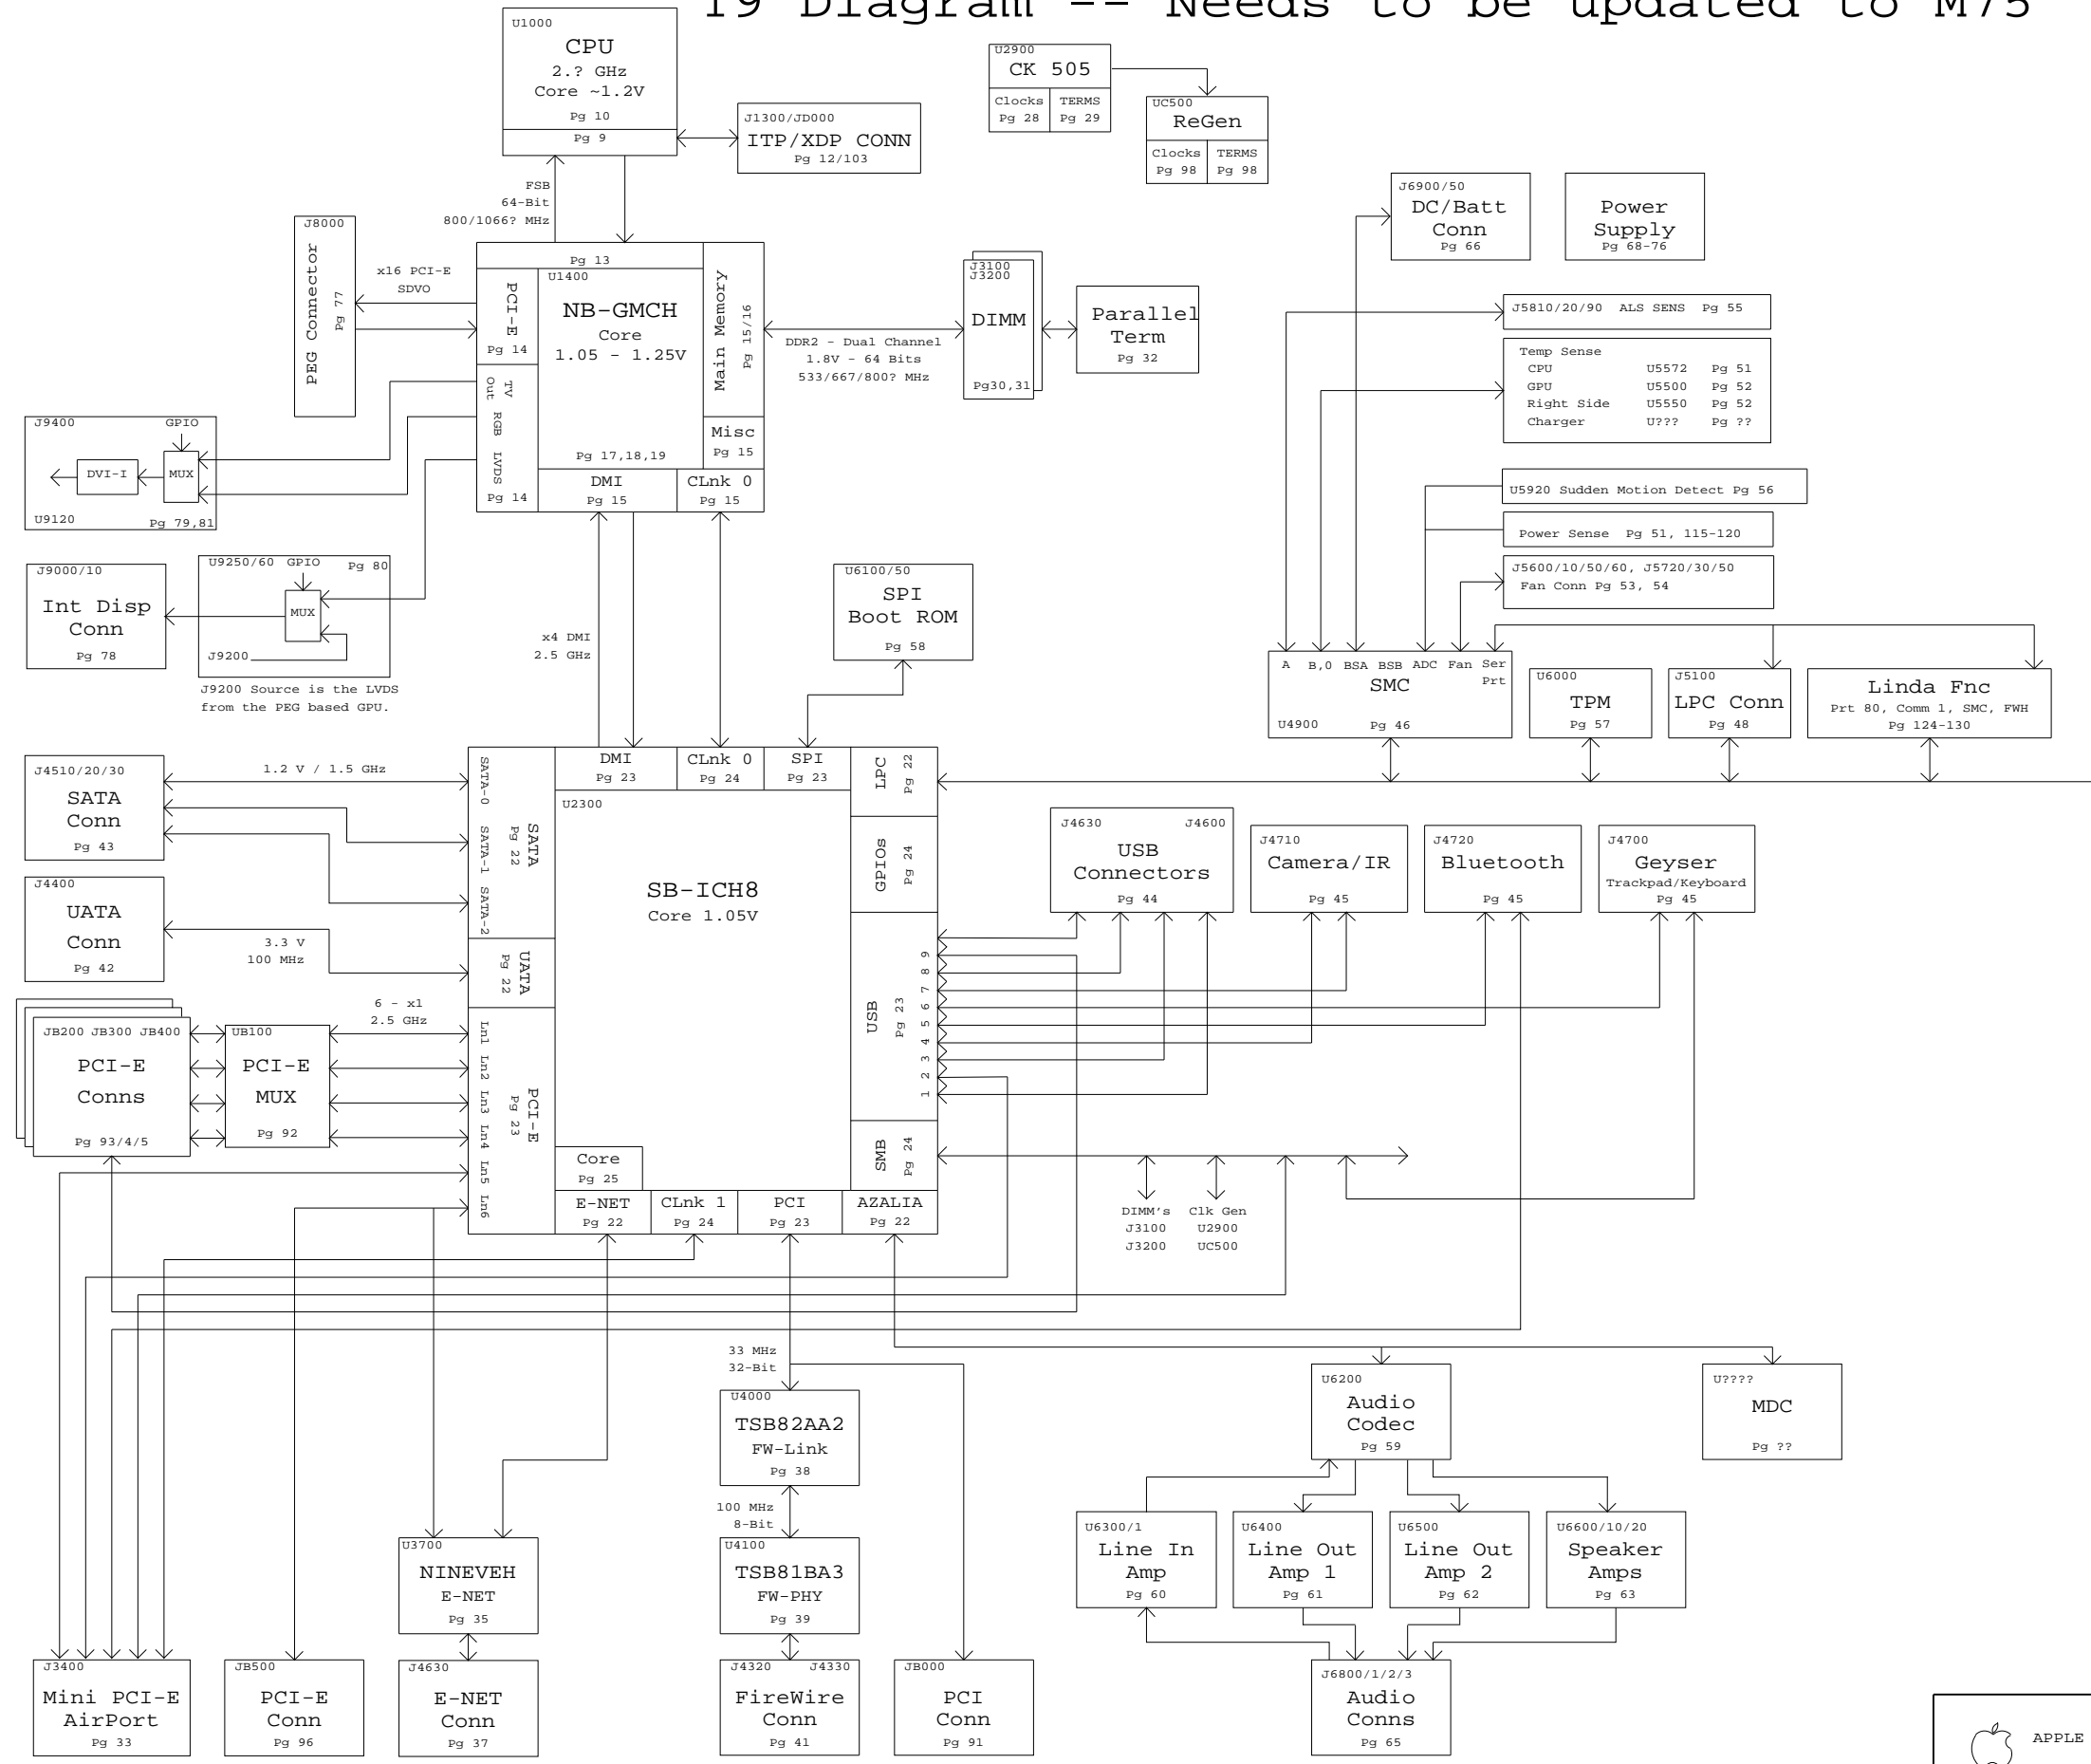 T9 Diagram -- Needs to be updated to M75
U1000
CPU
2.? GHz
Core ~1.2V
Pg 10
Pg 9
J1300/JD000
ITP/XDP CONN
Pg 12/103
U2900
CK 505
Clocks TERMS
Pg 28 Pg 29
UC500
ReGen
Clocks TERMS
Pg 98 Pg 98
FSB
64-Bit
800/1066? MHz
J8000
PEG Connector
Pg 77
x16 PCI-E
SDVO
Pg 13
U1400
NB-GMCH
Core
1.05 - 1.25V
Pg 17,18,19
PCI-E
Pg 14
TV
Out
RGB
LVDS
Pg 14
Main Memory
Pg 15/16
Misc
Pg 15
DMI
Pg 15
CLnk 0
Pg 15
DDR2 - Dual Channel
1.8V - 64 Bits
533/667/800? MHz
J3100
J3200
DIMM
Pg30,31
Parallel
Term
Pg 32
J6900/50
DC/Batt
Conn
Pg 66
Power
Supply
Pg 68-76
J5810/20/90 ALS SENS Pg 55
Temp Sense
CPU U5572 Pg 51
GPU U5500 Pg 52
Right Side U5550 Pg 52
Charger U??? Pg ??
U5920 Sudden Motion Detect Pg 56
Power Sense Pg 51, 115-120
J5600/10/50/60, J5720/30/50
Fan Conn Pg 53, 54
J9400
GPIO
DVI-I
MUX
U9120
Pg 79,81
J9000/10
Int Disp
Conn
Pg 78
U9250/60 GPIO Pg 80
MUX
J9200
J9200 Source is the LVDS
from the PEG based GPU.
x4 DMI
2.5 GHz
U6100/50
SPI
Boot ROM
Pg 58
A B,0 BSA BSB ADC Fan Ser
Prt
SMC
U4900
Pg 46
U6000
TPM
Pg 57
J5100
LPC Conn
Pg 48
Linda Fnc
Prt 80, Comm 1, SMC, FWH
Pg 124-130
J4510/20/30
SATA
Conn
Pg 43
1.2 V / 1.5 GHz
J4400
UATA
Conn
Pg 42
3.3 V
100 MHz
JB200 JB300 JB400
PCI-E
Conns
Pg 93/4/5
UB100
PCI-E
MUX
Pg 92
6 - x1
2.5 GHz
SATA-0
SATA-1
SATA-2
SATA
Pg 22
UATA
Pg 22
Ln1
Ln2
Ln3
Ln4
Ln5
Ln6
PCI-E
Pg 23
DMI
Pg 23
CLnk 0
Pg 24
SPI
Pg 23
LPC
Pg 22
U2300
SB-ICH8
Core 1.05V
GPIOs
Pg 24
USB
Pg 23
9
8
7
6
5
4
3
2
1
SMB
Pg 24
Core
Pg 25
E-NET
Pg 22
CLnk 1
Pg 24
PCI
Pg 23
AZALIA
Pg 22
J4630 J4600
USB
Connectors
Pg 44
J4710
Camera/IR
Pg 45
J4720
Bluetooth
Pg 45
J4700
Geyser
Trackpad/Keyboard
Pg 45
DIMM's
J3100
J3200
Clk Gen
U2900
UC500
33 MHz
32-Bit
U4000
TSB82AA2
FW-Link
Pg 38
100 MHz
8-Bit
U4100
TSB81BA3
FW-PHY
Pg 39
U6200
Audio
Codec
Pg 59
U????
MDC
Pg ??
U6300/1
Line In
Amp
Pg 60
U6400
Line Out
Amp 1
Pg 61
U6500
Line Out
Amp 2
Pg 62
U6600/10/20
Speaker
Amps
Pg 63
U3700
NINEVEH
E-NET
Pg 35
J3400
Mini PCI-E
AirPort
Pg 33
JB500
PCI-E
Conn
Pg 96
J4630
E-NET
Conn
Pg 37
J4320 J4330
FireWire
Conn
Pg 41
JB000
PCI
Conn
Pg 91
J6800/1/2/3
Audio
Conns
Pg 65
APPLE